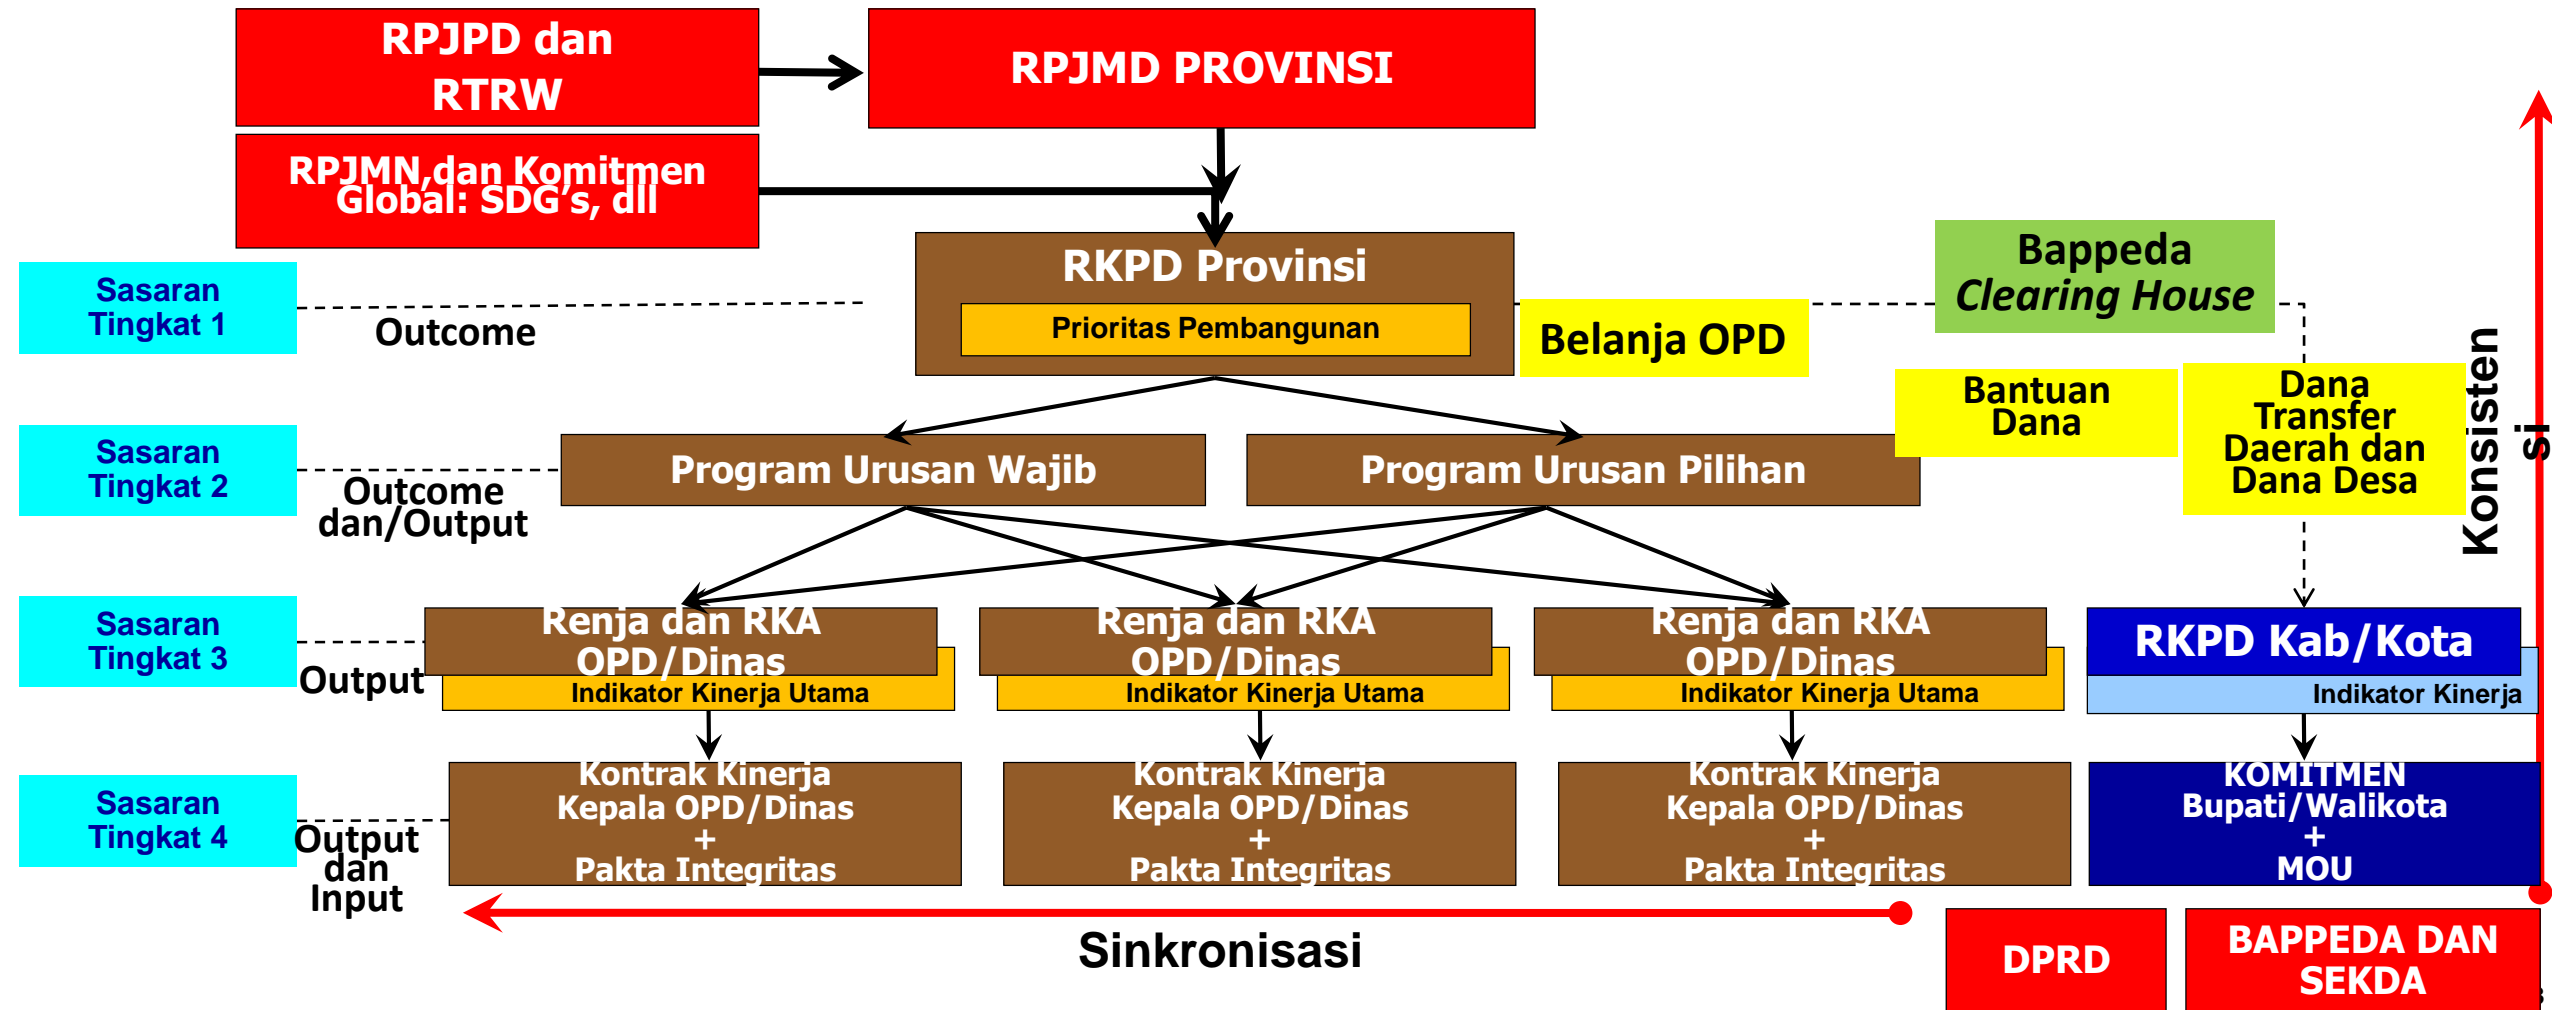 RPJPD dan
RTRW
RPJMD PROVINSI
RPJMN,dan Komitmen
Global: SDG's, dll
RKPD Provinsi
Prioritas Pembangunan
Bappeda
Clearing House
Sasaran
Tingkat 1
Outcome
Belanja OPD
Bantuan
Dana
Dana
Transfer
Daerah dan
Dana Desa
Konsisten
si
Sasaran
Tingkat 2
Outcome
dan/Output
Program Urusan Wajib
Program Urusan Pilihan
Sasaran
Tingkat 3
Output
Renja dan RKA
OPD/Dinas
Indikator Kinerja Utama
Renja dan RKA
OPD/Dinas
Indikator Kinerja Utama
Renja dan RKA
OPD/Dinas
Indikator Kinerja Utama
RKPD Kab/Kota
Indikator Kinerja
Sasaran
Tingkat 4
Output
dan
Input
Kontrak Kinerja
Kepala OPD/Dinas
+
Pakta Integritas
Kontrak Kinerja
Kepala OPD/Dinas
+
Pakta Integritas
Kontrak Kinerja
Kepala OPD/Dinas
+
Pakta Integritas
KOMITMEN
Bupati/Walikota
+
MOU
Sinkronisasi
DPRD
BAPPEDA DAN
SEKDA